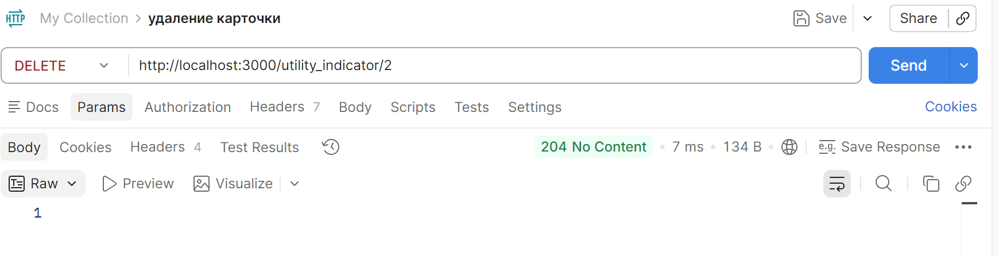 HTTP My Collection > удаление карточки Save Share
DELETE http://localhost:3000/utility_indicator/2 Send
Docs Params Authorization Headers 7 Body Scripts Tests Settings Cookies
Body Cookies Headers 4 Test Results 204 No Content • 7 ms • 134 B • e.g. Save Response •••
Raw Preview Visualize
1